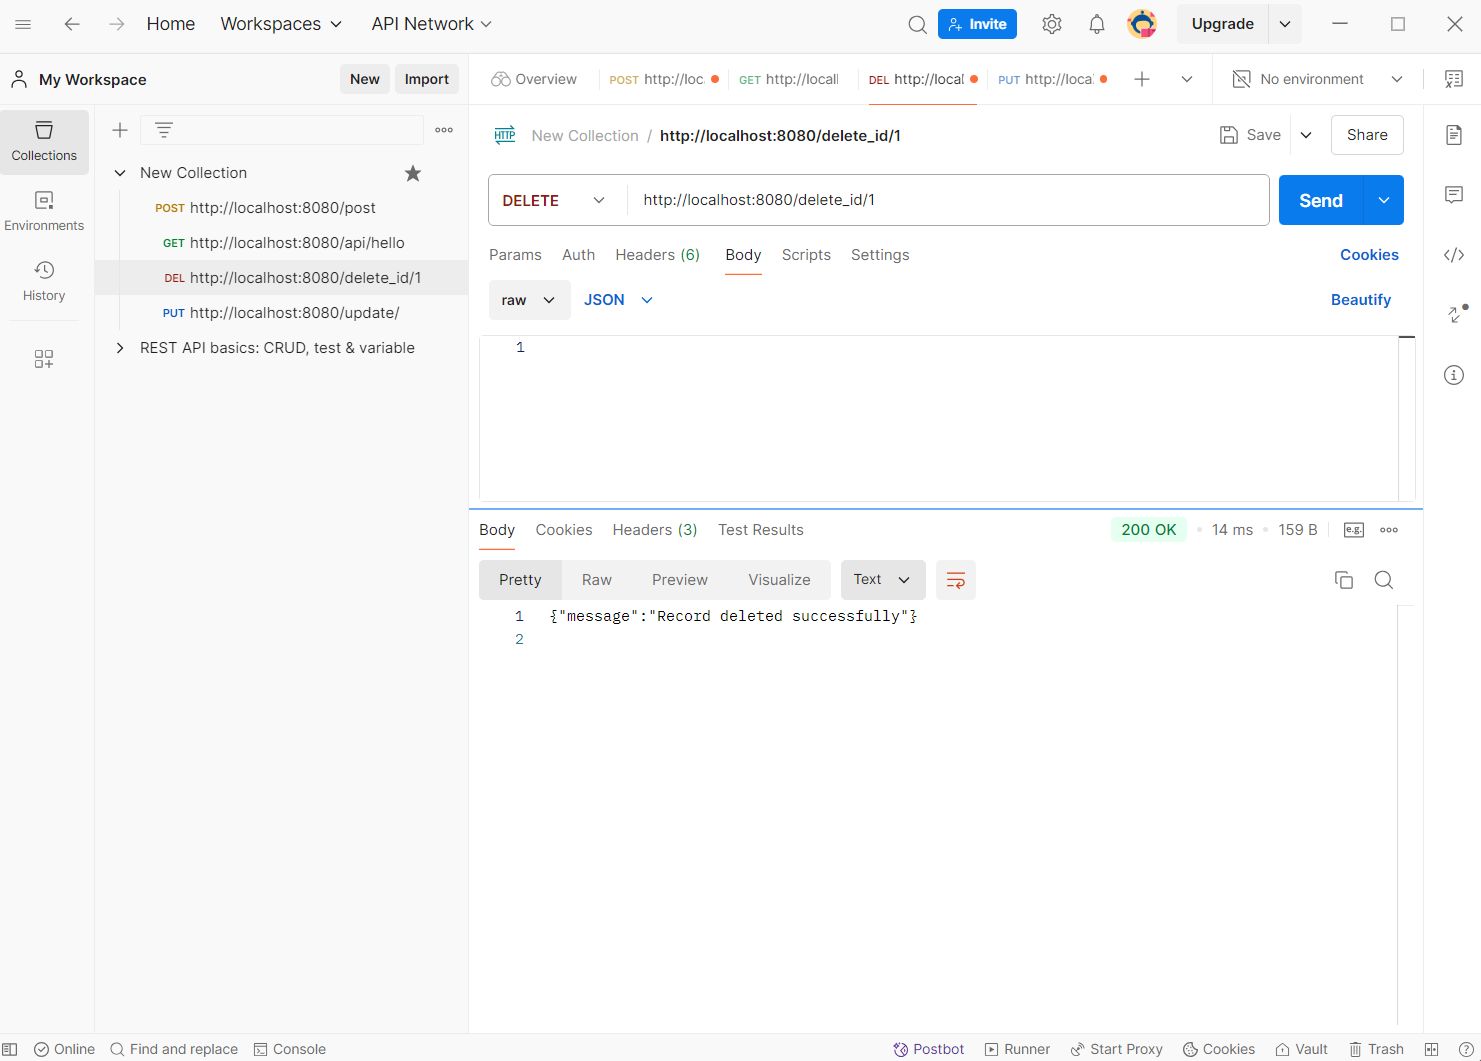 Home
Workspaces
API Network
Invite
Upgrade
My Workspace
New
Import
Overview
POST http://loc
GET http://locall
DEL http://local
PUT http://loca
No environment
Collections
Environments
History
New Collection
POST http://localhost:8080/post
GET http://localhost:8080/api/hello
DEL http://localhost:8080/delete_id/1
PUT http://localhost:8080/update/
REST API basics: CRUD, test & variable
HTTP New Collection / http://localhost:8080/delete_id/1
Save
Share
DELETE
http://localhost:8080/delete_id/1
Send
Params
Auth
Headers (6)
Body
Scripts
Settings
Cookies
raw
JSON
Beautify
1
Body
Cookies
Headers (3)
Test Results
200 OK
14 ms
159 B
e.g.
Pretty
Raw
Preview
Visualize
Text
1 {"message":"Record deleted successfully"}
2
Online
Find and replace
Console
Postbot
Runner
Start Proxy
Cookies
Vault
Trash